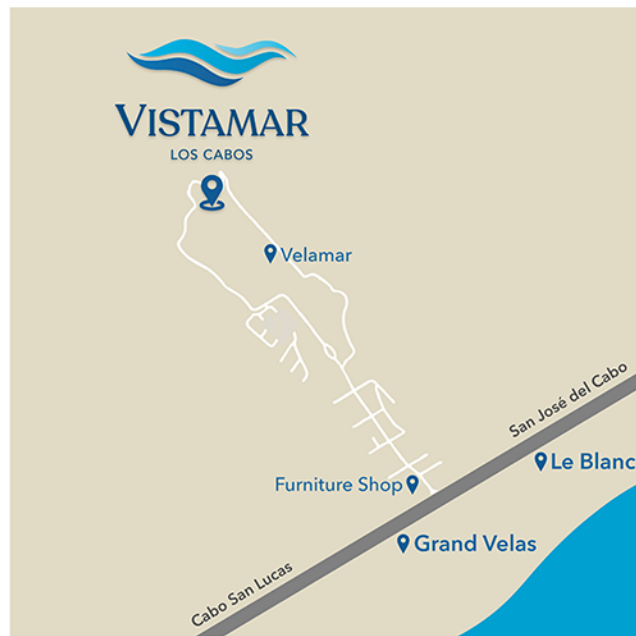 VISTAMAR
LOS CABOS
Velamar
San José del Cabo
Le Blanc
Furniture Shop
Grand Velas
Cabo San Lucas